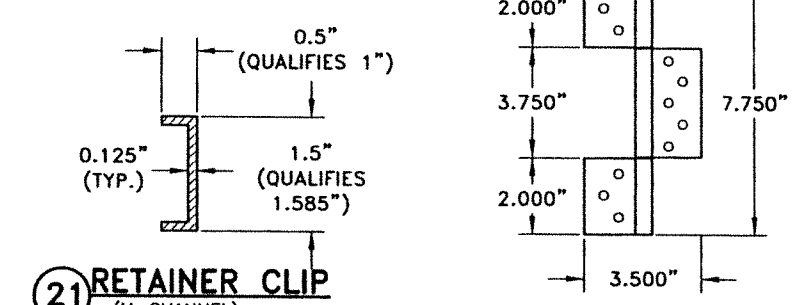 0.5"
(QUALIFIES 1")
0.125"
(TYP.)
1.5"
(QUALIFIES
1.585")
21 RETAINER CLIP
2.000"
3.750"
7.750"
2.000"
3.500"